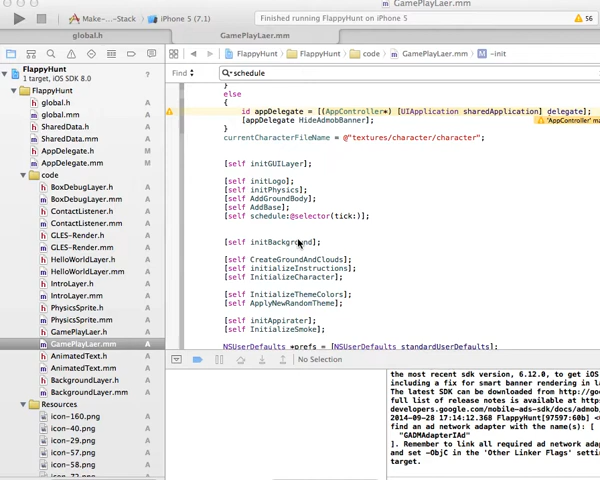 GamePlayLaer.mm
Make-...-Stack
iPhone 5 (7.1)
Finished running FlappyHunt on iPhone 5
56
global.h
GamePlayLaer.mm
FlappyHunt
FlappyHunt
code
GamePlayLaer.mm
-init
Find
schedule
FlappyHunt
1 target, iOS SDK 8.0
?
FlappyHunt
global.h
A
global.mm
A
SharedData.h
A
SharedData.mm
A
AppDelegate.h
M
AppDelegate.mm
M
code
BoxDebugLayer.h
A
BoxDebugLayer.mm
A
ContactListener.h
A
ContactListener.mm
A
GLES-Render.h
A
GLES-Render.mm
A
HelloWorldLayer.h
A
HelloWorldLayer.mm
A
IntroLayer.h
A
IntroLayer.mm
A
PhysicsSprite.h
A
PhysicsSprite.mm
A
GamePlayLaer.h
A
GamePlayLaer.mm
A
AnimatedText.h
A
AnimatedText.mm
A
BackgroundLayer.h
A
BackgroundLayer.mm
A
Resources
icon-160.png
A
icon-40.png
A
icon-29.png
A
icon-57.png
A
icon-58.png
A
icon-72.png
A
}
else
{
id appDelegate = [(AppController*) [UIApplication sharedApplication] delegate];
[appDelegate HideAdmobBanner];
'AppController' ma
}
currentCharacterFileName = @"textures/character/character";
[self initGUILayer];
[self initLogo];
[self initPhysics];
[self AddGroundBody];
[self AddBase];
[self schedule:@selector(tick:)];
[self initBackground];
[self CreateGroundAndClouds];
[self initializeInstructions];
[self InitializeCharacter];
[self InitializeThemeColors];
[self ApplyNewRandomTheme];
[self initAppirater];
[self InitializeSmoke];
NSUserDefaults *prefs = [NSUserDefaults standardUserDefaults];
No Selection
the most recent sdk version, 6.12.0, to get iOS
including a fix for smart banner rendering in la
The latest SDK can be downloaded from http://goo
full list of release notes is available at https
developers.google.com/mobile-ads-sdk/docs/admob/
2014-09-28 17:14:12.368 FlappyHunt[97597:60b] <G
find an ad network adapter with the name(s): [
"GADMAdapterIAd"
]. Remember to link all required ad network adap
and set -ObjC in the 'Other Linker Flags' settin
target.